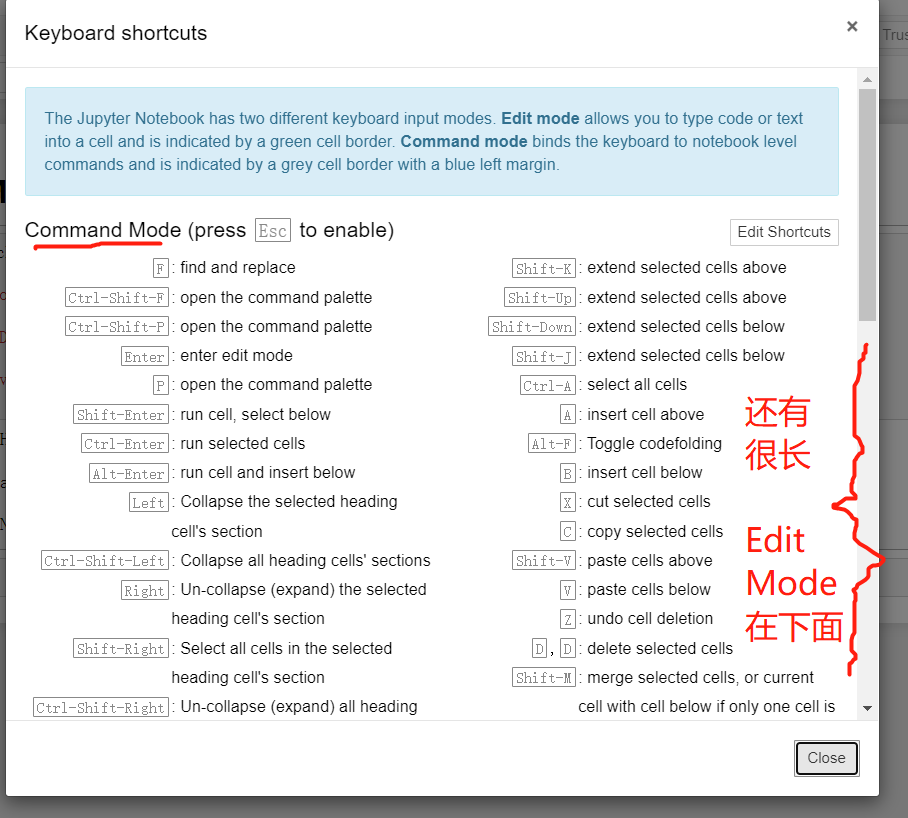 Keyboard shortcuts
×
Trus
The Jupyter Notebook has two different keyboard input modes. Edit mode allows you to type code or text
into a cell and is indicated by a green cell border. Command mode binds the keyboard to notebook level
commands and is indicated by a grey cell border with a blue left margin.
Command Mode (press Esc to enable)
Edit Shortcuts
F : find and replace
Ctrl-Shift-F : open the command palette
Ctrl-Shift-P : open the command palette
Enter : enter edit mode
P : open the command palette
Shift-Enter : run cell, select below
Ctrl-Enter : run selected cells
Alt-Enter : run cell and insert below
Left : Collapse the selected heading
cell's section
Ctrl-Shift-Left : Collapse all heading cells' sections
Right : Un-collapse (expand) the selected
heading cell's section
Shift-Right : Select all cells in the selected
heading cell's section
Ctrl-Shift-Right : Un-collapse (expand) all heading
Shift-K : extend selected cells above
Shift-Up : extend selected cells above
Shift-Down : extend selected cells below
Shift-J : extend selected cells below
Ctrl-A : select all cells
A : insert cell above
Alt-F : Toggle codefolding
B : insert cell below
X : cut selected cells
C : copy selected cells
Shift-V : paste cells above
V : paste cells below
Z : undo cell deletion
D , D : delete selected cells
Shift-M : merge selected cells, or current
cell with cell below if only one cell is
还有
很长
Edit
Mode
在下面
Close